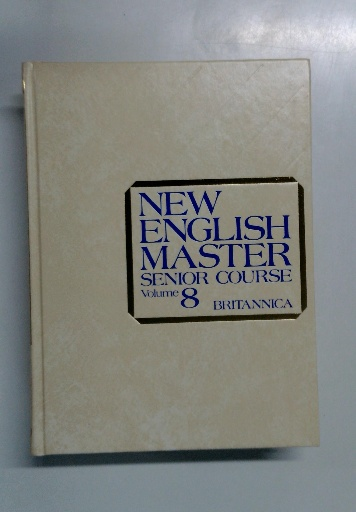 NEW
ENGLISH
MASTER
SENIOR COURSE
Volume 8 BRITANNICA